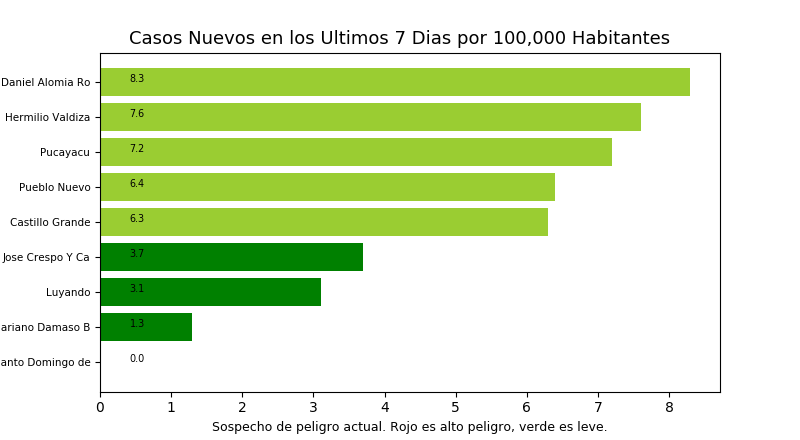 Casos Nuevos en los Ultimos 7 Dias por 100,000 Habitantes
Daniel Alomia Ro 8.3
Hermilio Valdiza 7.6
Pucayacu 7.2
Pueblo Nuevo 6.4
Castillo Grande 6.3
Jose Crespo Y Ca 3.7
Luyando 3.1
ariano Damaso B 1.3
anto Domingo de 0.0
0 1 2 3 4 5 6 7 8
Sospecho de peligro actual. Rojo es alto peligro, verde es leve.